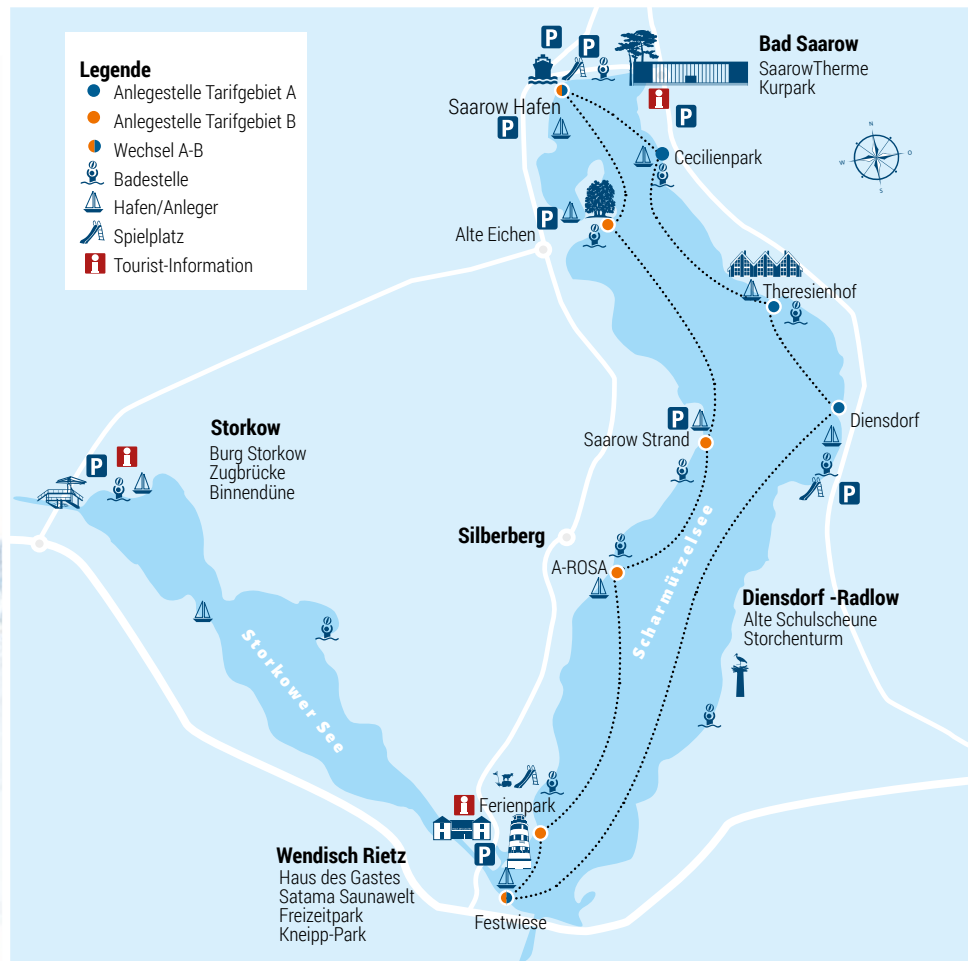 Legende
Anlegestelle Tarifgebiet A
Anlegestelle Tarifgebiet B
Wechsel A-B
Badestelle
Hafen/Anleger
Spielplatz
i Tourist-Information
P
P
Saarow Hafen
P
Bad Saarow
SaarowTherme
Kurpark
i
P
Cecilienpark
N
O
S
W
P
Alte Eichen
Theresienhof
Diensdorf
P
P
Saarow Strand
Storkow
Burg Storkow
Zugbrücke
Binnendüne
P
i
Silberberg
A-ROSA
Scharmützelsee
Diensdorf -Radlow
Alte Schulscheune
Storchenturm
Storkower See
i
Ferienpark
P
Wendisch Rietz
Haus des Gastes
Satama Saunawelt
Freizeitpark
Kneipp-Park
Festwiese